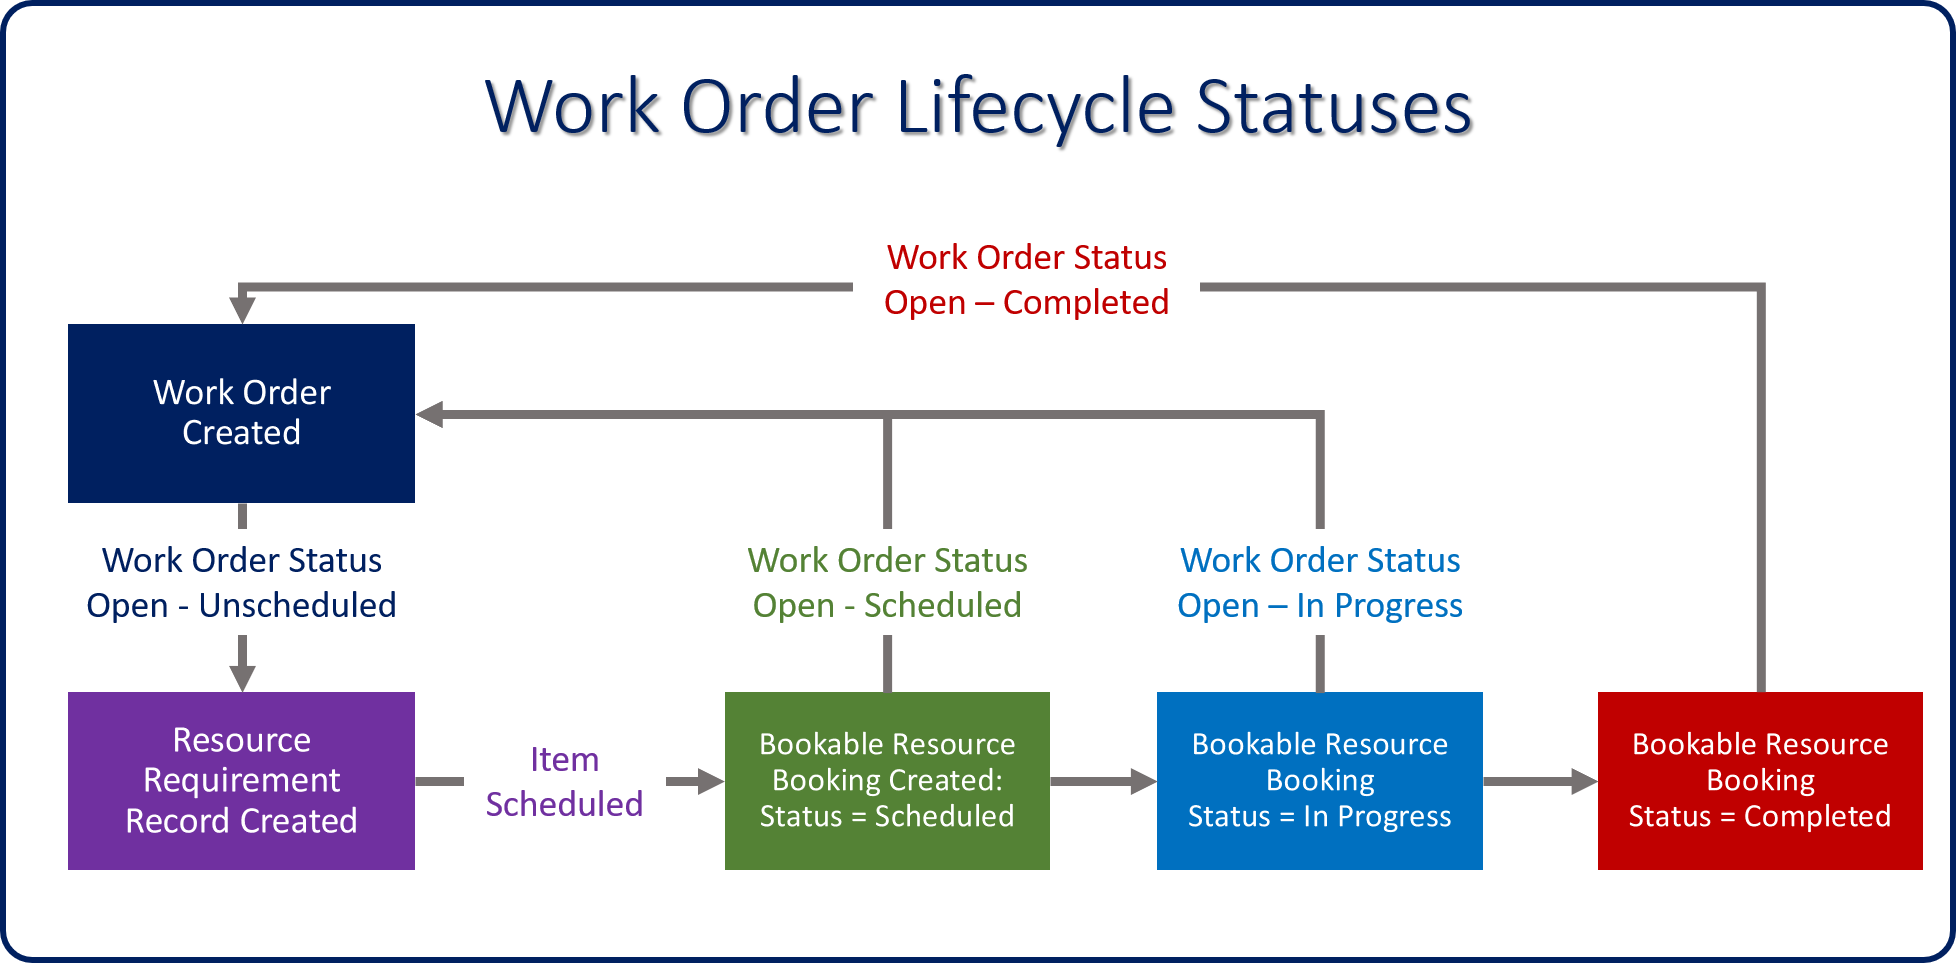 Work Order Lifecycle Statuses
Work Order Status
Open – Completed
Work Order
Created
Work Order Status
Open - Unscheduled
Work Order Status
Open - Scheduled
Work Order Status
Open – In Progress
Resource
Requirement
Record Created
Item
Scheduled
Bookable Resource
Booking Created:
Status = Scheduled
Bookable Resource
Booking
Status = In Progress
Bookable Resource
Booking
Status = Completed